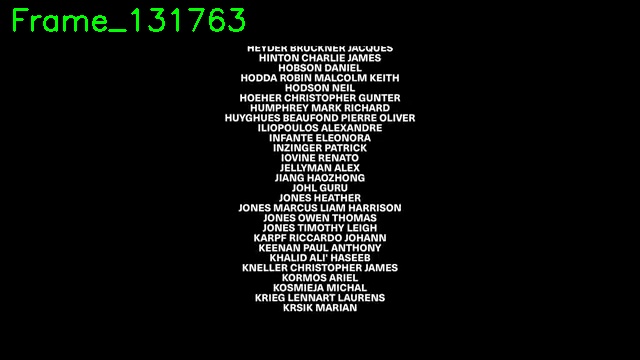 Frame_131763
HEYDER BRUCKNER JACQUES
HINTON CHARLIE JAMES
HOBSON DANIEL
HODDA ROBIN MALCOLM KEITH
HODSON NEIL
HOEHER CHRISTOPHER GUNTER
HUMPHREY MARK RICHARD
HUYGHUES BEAUFOND PIERRE OLIVER
ILIOPOULOS ALEXANDRE
INFANTE ELEONORA
INZINGER PATRICK
IOVINE RENATO
JELLYMAN ALEX
JIANG HAOZHONG
JOHL GURU
JONES HEATHER
JONES MARCUS LIAM HARRISON
JONES OWEN THOMAS
JONES TIMOTHY LEIGH
KARPF RICCARDO JOHANN
KEENAN PAUL ANTHONY
KHALID ALI' HASEEB
KNELLER CHRISTOPHER JAMES
KORMOS ARIEL
KOSMIEJA MICHAL
KRIEG LENNART LAURENS
KRSIK MARIAN